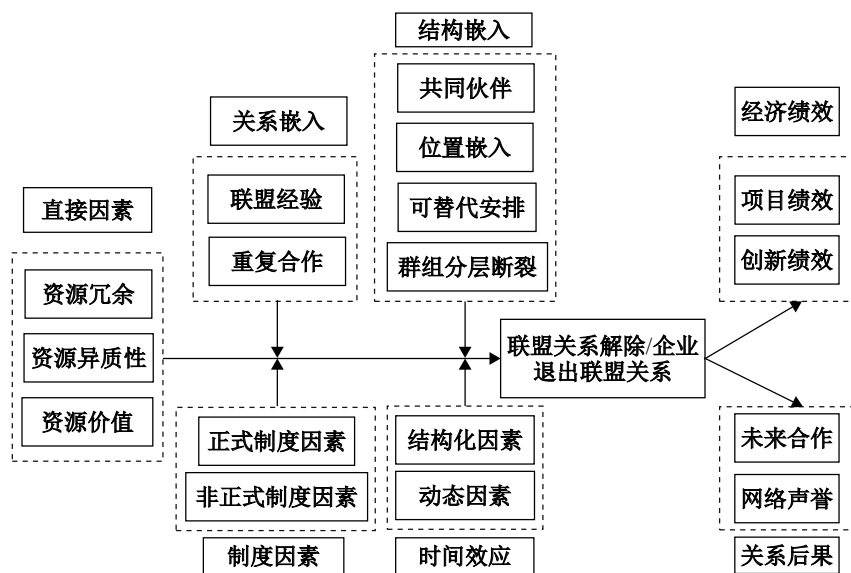 结构嵌入
共同伙伴
位置嵌入
可替代安排
群组分层断裂
关系嵌入
联盟经验
重复合作
直接因素
资源冗余
资源异质性
资源价值
联盟关系解除/企业
退出联盟关系
经济绩效
项目绩效
创新绩效
正式制度因素
非正式制度因素
制度因素
结构化因素
动态因素
时间效应
未来合作
网络声誉
关系后果